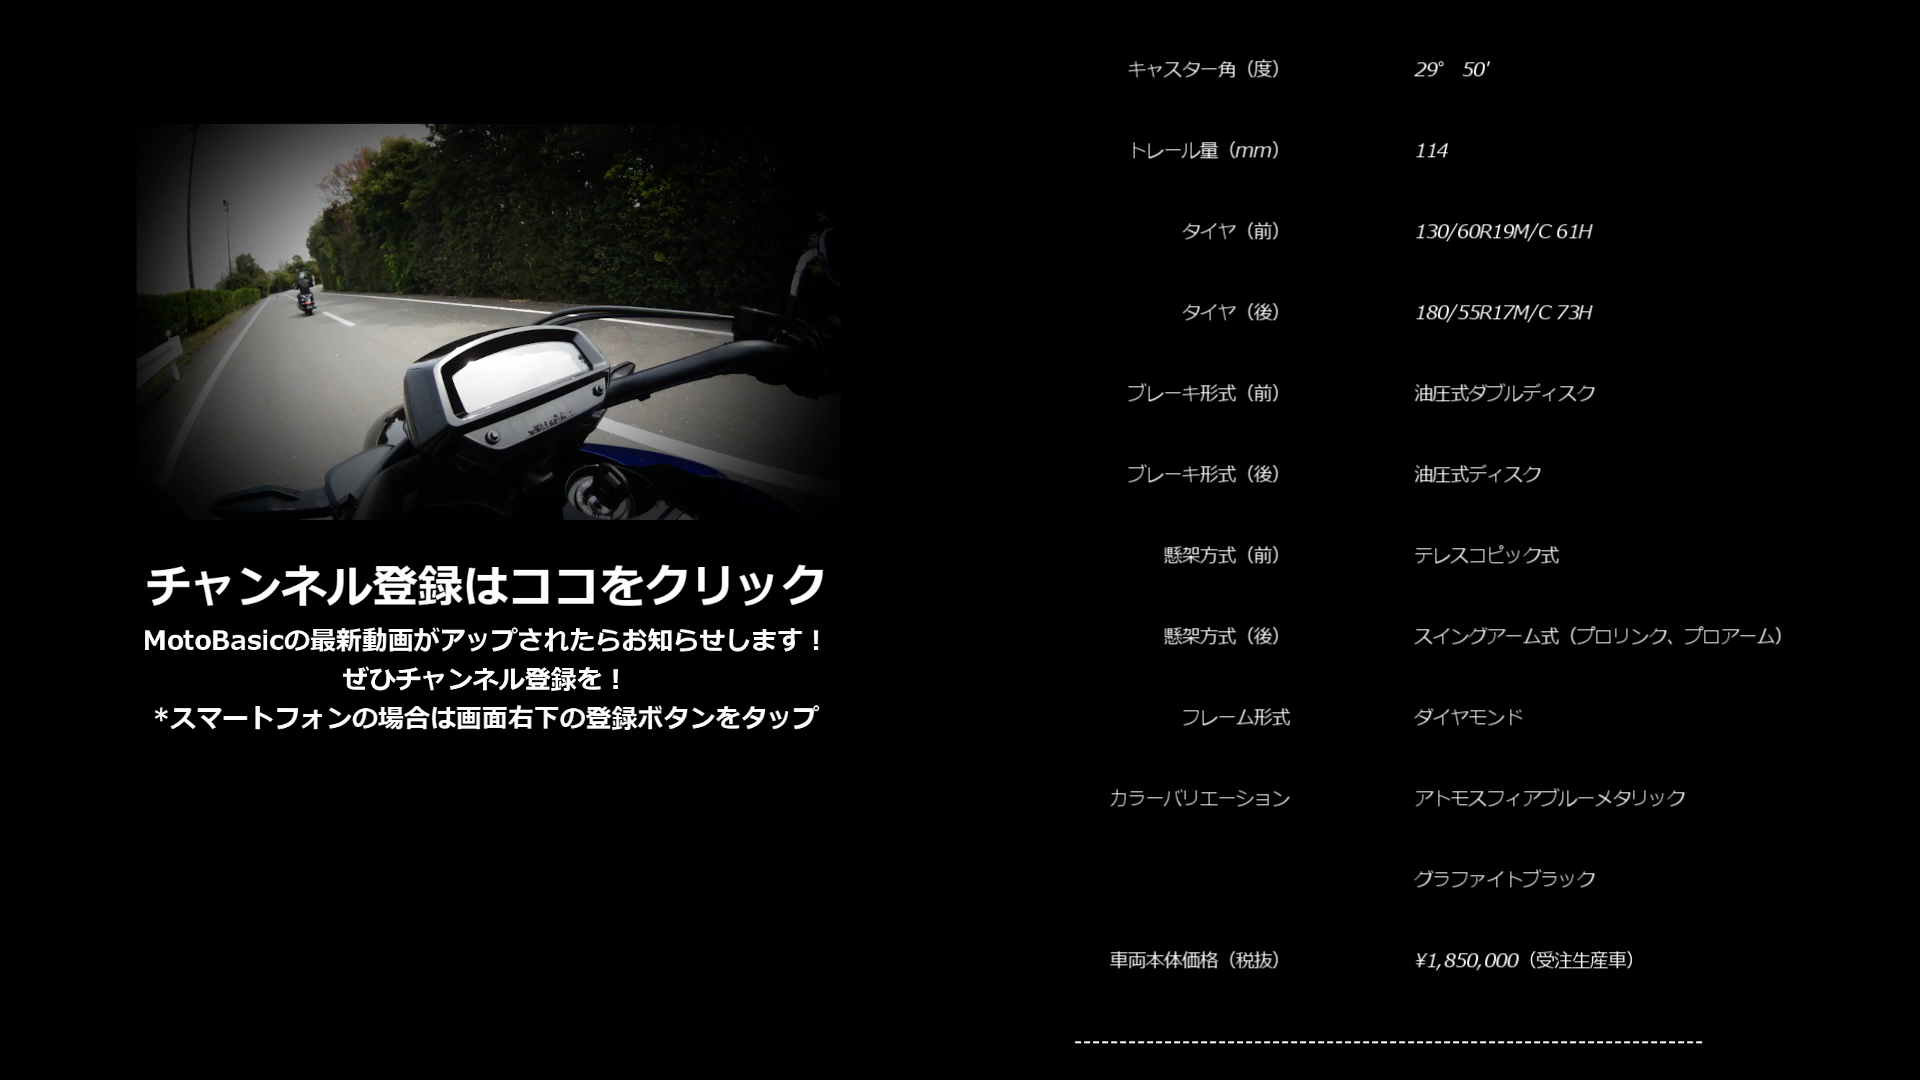 チャンネル登録はココをクリック
MotoBasicの最新動画がアップされたらお知らせします！
ぜひチャンネル登録を！
*スマートフォンの場合は画面右下の登録ボタンをタップ
キャスター角（度） 29° 50′
トレール量（mm） 114
タイヤ（前） 130/60R19M/C 61H
タイヤ（後） 180/55R17M/C 73H
ブレーキ形式（前） 油圧式ダブルディスク
ブレーキ形式（後） 油圧式ディスク
懸架方式（前） テレスコピック式
懸架方式（後） スイングアーム式（プロリンク、プロアーム）
フレーム形式 ダイヤモンド
カラーバリエーション アトモスフィアブルーメタリック
グラファイトブラック
車両本体価格（税抜） ¥1,850,000（受注生産車）